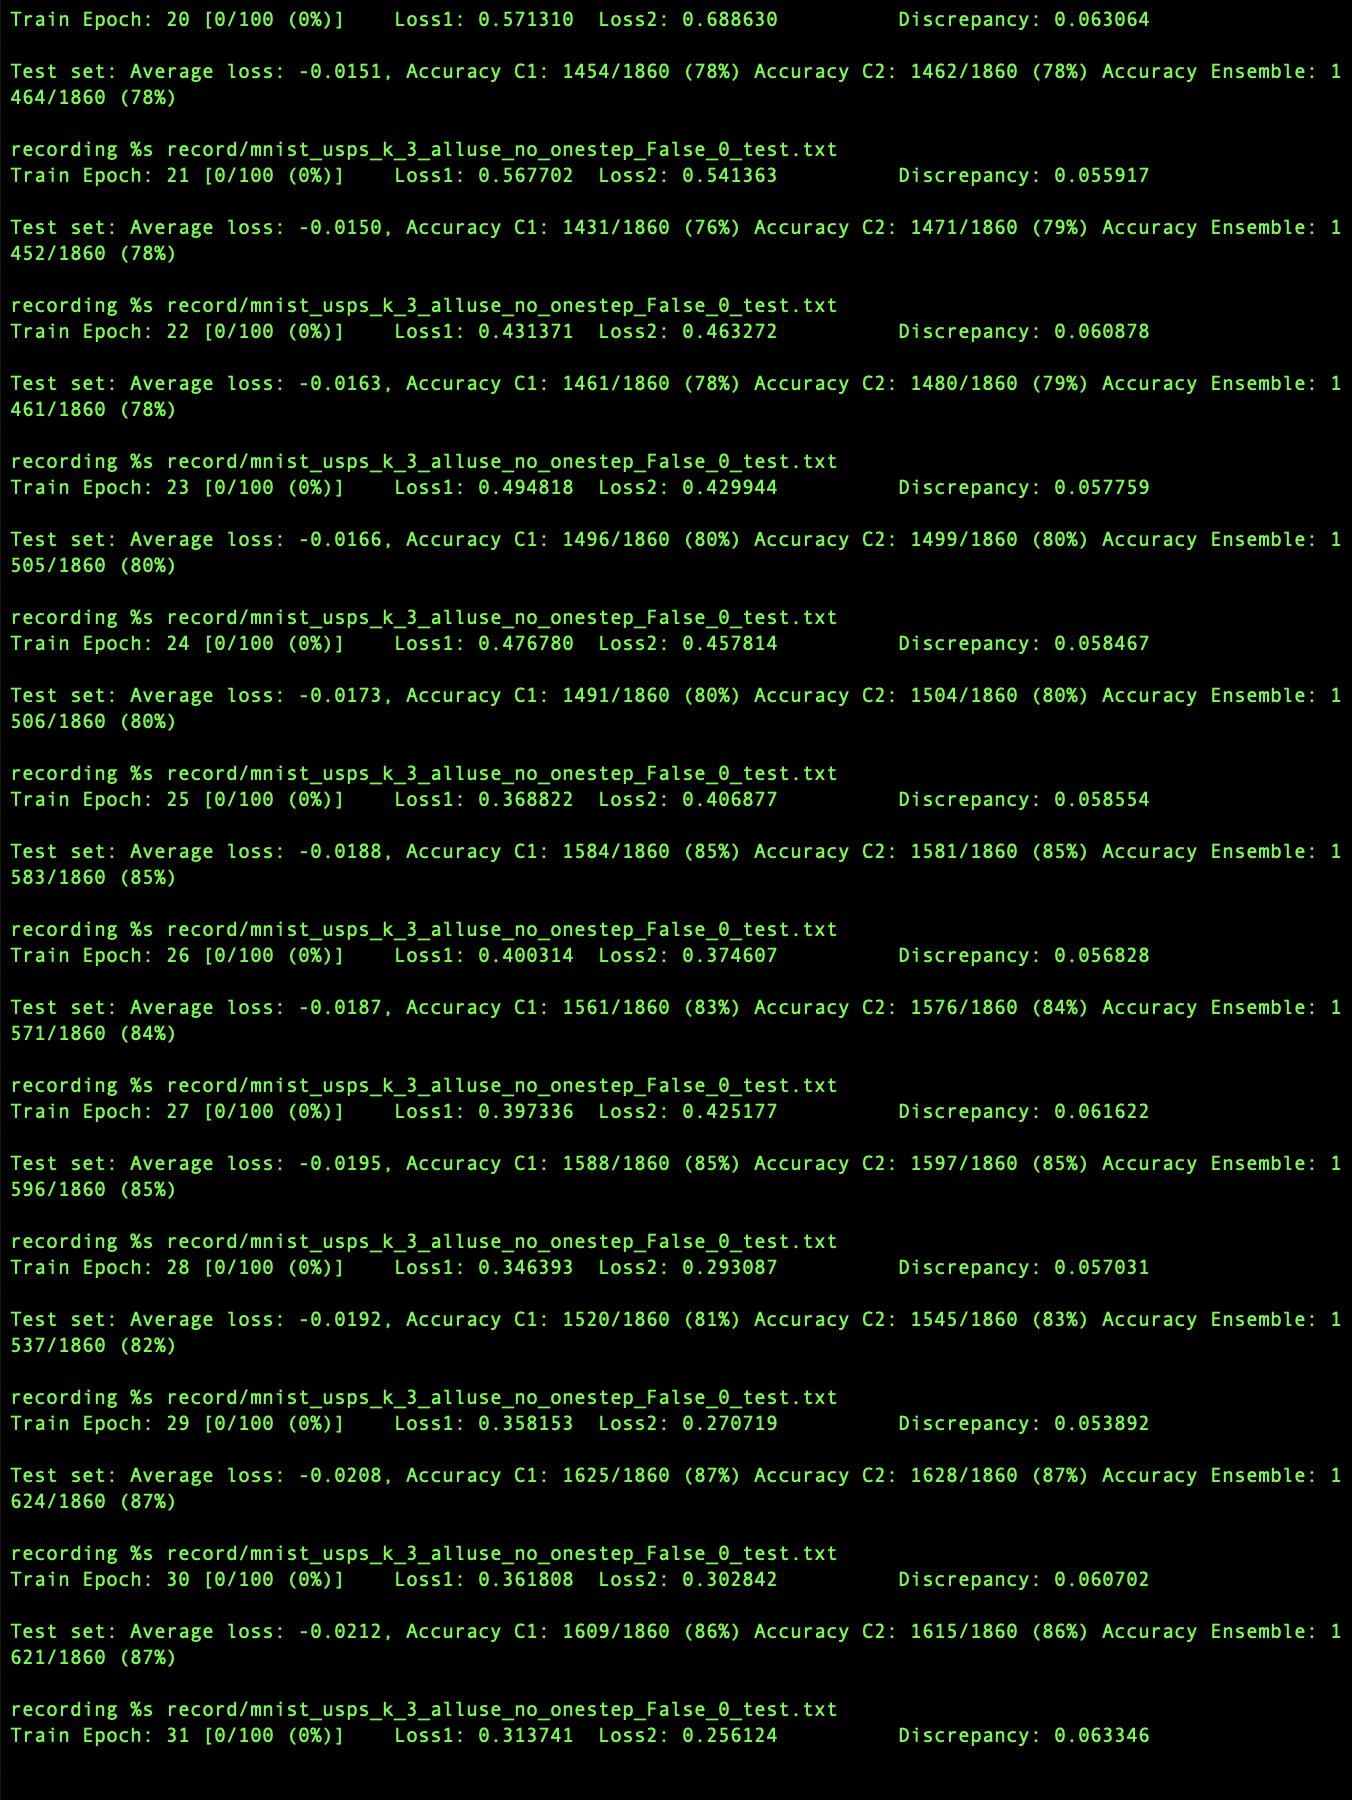 Train Epoch: 20 [0/100 (0%)]    Loss1: 0.571310  Loss2: 0.688630          Discrepancy: 0.063064
Test set: Average loss: -0.0151, Accuracy C1: 1454/1860 (78%) Accuracy C2: 1462/1860 (78%) Accuracy Ensemble: 1
464/1860 (78%)
recording %s record/mnist_usps_k_3_alluse_no_onestep_False_0_test.txt
Train Epoch: 21 [0/100 (0%)]    Loss1: 0.567702  Loss2: 0.541363          Discrepancy: 0.055917
Test set: Average loss: -0.0150, Accuracy C1: 1431/1860 (76%) Accuracy C2: 1471/1860 (79%) Accuracy Ensemble: 1
452/1860 (78%)
recording %s record/mnist_usps_k_3_alluse_no_onestep_False_0_test.txt
Train Epoch: 22 [0/100 (0%)]    Loss1: 0.431371  Loss2: 0.463272          Discrepancy: 0.060878
Test set: Average loss: -0.0163, Accuracy C1: 1461/1860 (78%) Accuracy C2: 1480/1860 (79%) Accuracy Ensemble: 1
461/1860 (78%)
recording %s record/mnist_usps_k_3_alluse_no_onestep_False_0_test.txt
Train Epoch: 23 [0/100 (0%)]    Loss1: 0.494818  Loss2: 0.429944          Discrepancy: 0.057759
Test set: Average loss: -0.0166, Accuracy C1: 1496/1860 (80%) Accuracy C2: 1499/1860 (80%) Accuracy Ensemble: 1
505/1860 (80%)
recording %s record/mnist_usps_k_3_alluse_no_onestep_False_0_test.txt
Train Epoch: 24 [0/100 (0%)]    Loss1: 0.476780  Loss2: 0.457814          Discrepancy: 0.058467
Test set: Average loss: -0.0173, Accuracy C1: 1491/1860 (80%) Accuracy C2: 1504/1860 (80%) Accuracy Ensemble: 1
506/1860 (80%)
recording %s record/mnist_usps_k_3_alluse_no_onestep_False_0_test.txt
Train Epoch: 25 [0/100 (0%)]    Loss1: 0.368822  Loss2: 0.406877          Discrepancy: 0.058554
Test set: Average loss: -0.0188, Accuracy C1: 1584/1860 (85%) Accuracy C2: 1581/1860 (85%) Accuracy Ensemble: 1
583/1860 (85%)
recording %s record/mnist_usps_k_3_alluse_no_onestep_False_0_test.txt
Train Epoch: 26 [0/100 (0%)]    Loss1: 0.400314  Loss2: 0.374607          Discrepancy: 0.056828
Test set: Average loss: -0.0187, Accuracy C1: 1561/1860 (83%) Accuracy C2: 1576/1860 (84%) Accuracy Ensemble: 1
571/1860 (84%)
recording %s record/mnist_usps_k_3_alluse_no_onestep_False_0_test.txt
Train Epoch: 27 [0/100 (0%)]    Loss1: 0.397336  Loss2: 0.425177          Discrepancy: 0.061622
Test set: Average loss: -0.0195, Accuracy C1: 1588/1860 (85%) Accuracy C2: 1597/1860 (85%) Accuracy Ensemble: 1
596/1860 (85%)
recording %s record/mnist_usps_k_3_alluse_no_onestep_False_0_test.txt
Train Epoch: 28 [0/100 (0%)]    Loss1: 0.346393  Loss2: 0.293087          Discrepancy: 0.057031
Test set: Average loss: -0.0192, Accuracy C1: 1520/1860 (81%) Accuracy C2: 1545/1860 (83%) Accuracy Ensemble: 1
537/1860 (82%)
recording %s record/mnist_usps_k_3_alluse_no_onestep_False_0_test.txt
Train Epoch: 29 [0/100 (0%)]    Loss1: 0.358153  Loss2: 0.270719          Discrepancy: 0.053892
Test set: Average loss: -0.0208, Accuracy C1: 1625/1860 (87%) Accuracy C2: 1628/1860 (87%) Accuracy Ensemble: 1
624/1860 (87%)
recording %s record/mnist_usps_k_3_alluse_no_onestep_False_0_test.txt
Train Epoch: 30 [0/100 (0%)]    Loss1: 0.361808  Loss2: 0.302842          Discrepancy: 0.060702
Test set: Average loss: -0.0212, Accuracy C1: 1609/1860 (86%) Accuracy C2: 1615/1860 (86%) Accuracy Ensemble: 1
621/1860 (87%)
recording %s record/mnist_usps_k_3_alluse_no_onestep_False_0_test.txt
Train Epoch: 31 [0/100 (0%)]    Loss1: 0.313741  Loss2: 0.256124          Discrepancy: 0.063346